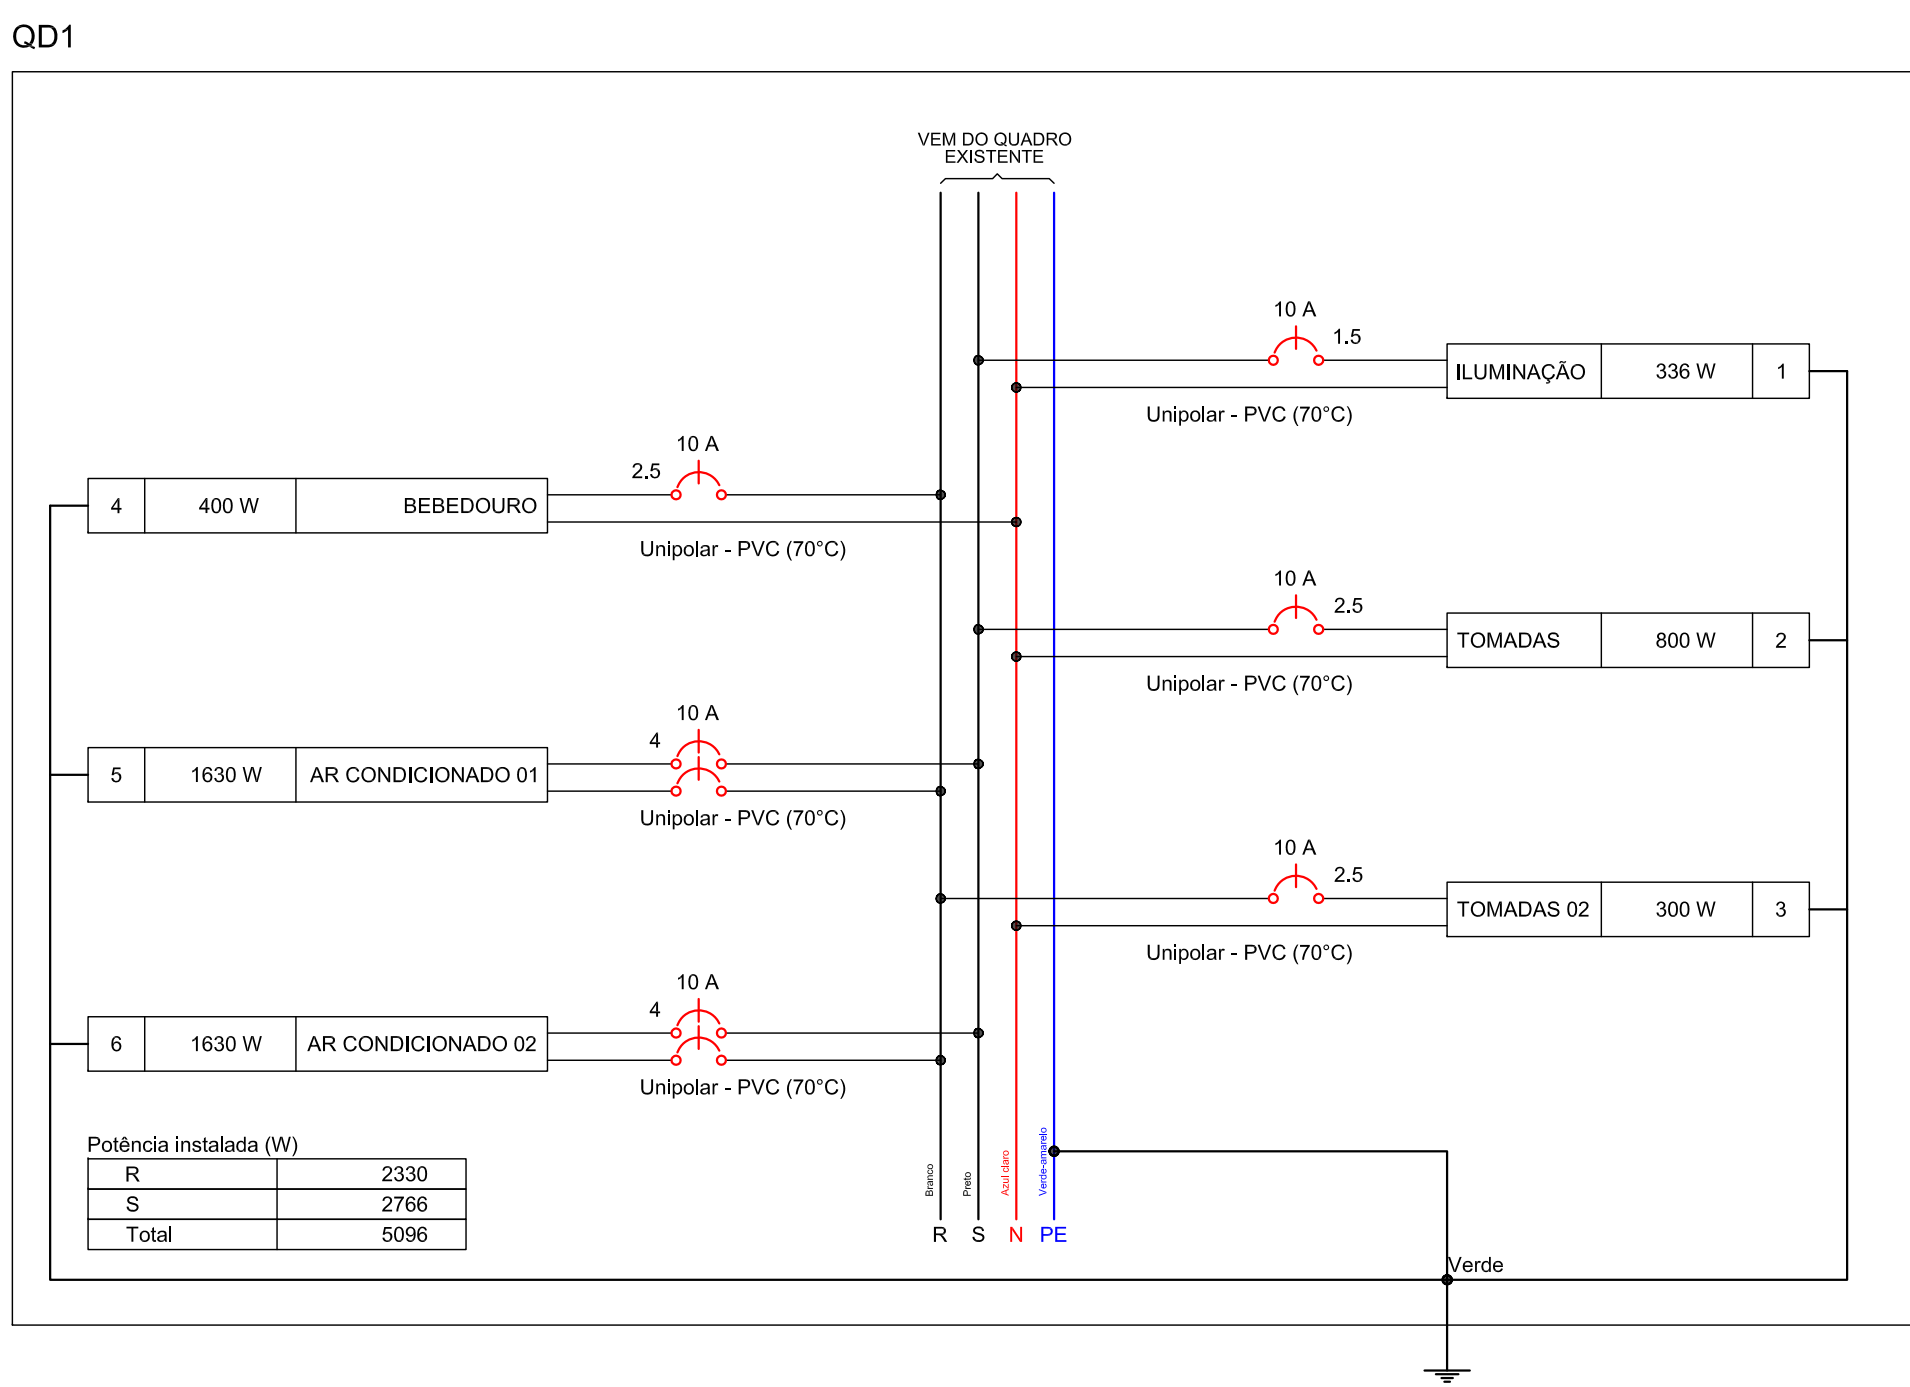 QD1
VEM DO QUADRO
EXISTENTE
10 A
1.5
ILUMINAÇÃO 336 W 1
Unipolar - PVC (70°C)
10 A
2.5
4 400 W BEBEDOURO
Unipolar - PVC (70°C)
10 A
2.5
TOMADAS 800 W 2
Unipolar - PVC (70°C)
10 A
4
5 1630 W AR CONDICIONADO 01
Unipolar - PVC (70°C)
10 A
2.5
TOMADAS 02 300 W 3
Unipolar - PVC (70°C)
10 A
4
6 1630 W AR CONDICIONADO 02
Unipolar - PVC (70°C)
Potência instalada (W)
R 2330
S 2766
Total 5096
Branco
Preto
Azul claro
Verde-amarelo
R S N PE
Verde